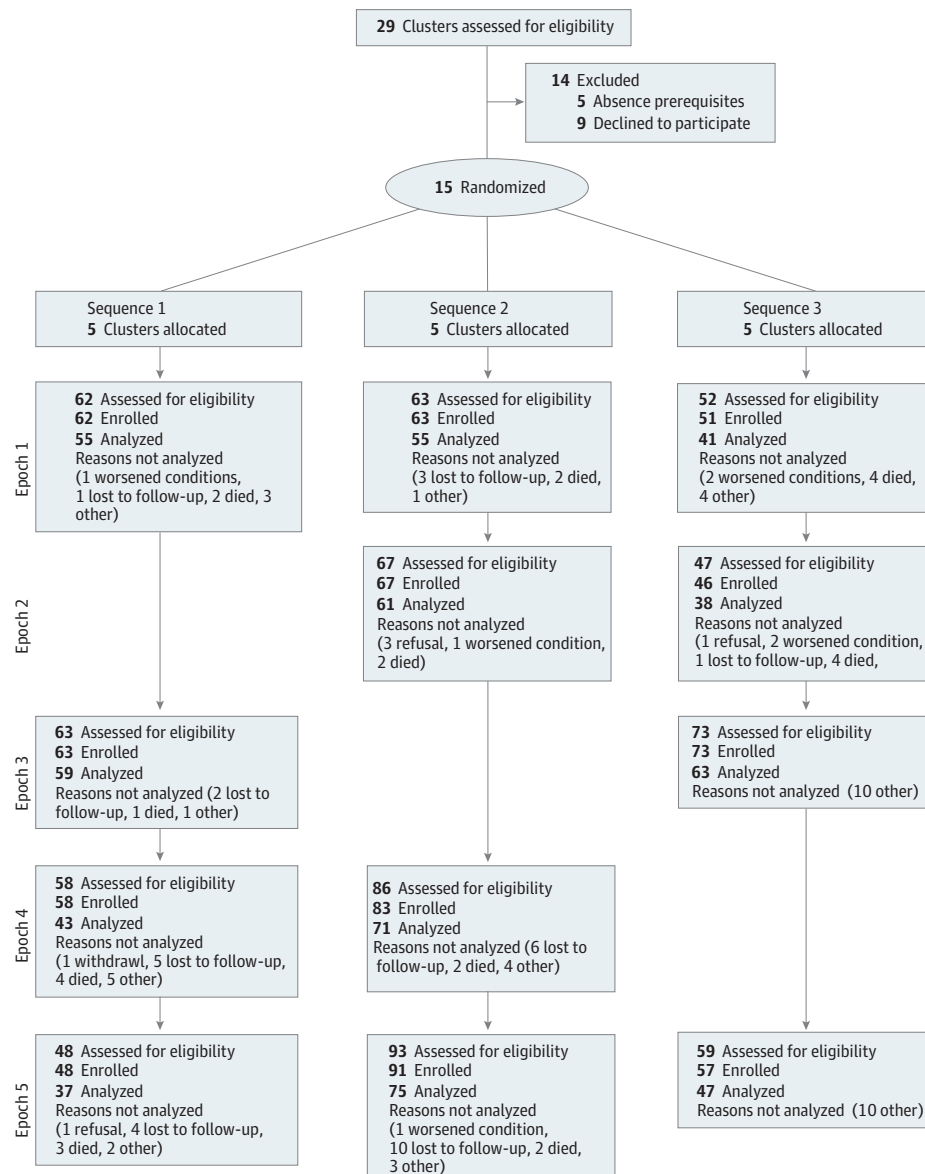 29 Clusters assessed for eligibility
14 Excluded
5 Absence prerequisites
9 Declined to participate
15 Randomized
Sequence 1
5 Clusters allocated
Sequence 2
5 Clusters allocated
Sequence 3
5 Clusters allocated
Epoch 1
62 Assessed for eligibility
62 Enrolled
55 Analyzed
Reasons not analyzed
(1 worsened conditions,
1 lost to follow-up, 2 died, 3
other)
63 Assessed for eligibility
63 Enrolled
55 Analyzed
Reasons not analyzed
(3 lost to follow-up, 2 died,
1 other)
52 Assessed for eligibility
51 Enrolled
41 Analyzed
Reasons not analyzed
(2 worsened conditions, 4 died,
4 other)
Epoch 2
67 Assessed for eligibility
67 Enrolled
61 Analyzed
Reasons not analyzed
(3 refusal, 1 worsened condition,
2 died)
47 Assessed for eligibility
46 Enrolled
38 Analyzed
Reasons not analyzed
(1 refusal, 2 worsened condition,
1 lost to follow-up, 4 died,
Epoch 3
63 Assessed for eligibility
63 Enrolled
59 Analyzed
Reasons not analyzed (2 lost to
follow-up, 1 died, 1 other)
73 Assessed for eligibility
73 Enrolled
63 Analyzed
Reasons not analyzed (10 other)
Epoch 4
58 Assessed for eligibility
58 Enrolled
43 Analyzed
Reasons not analyzed
(1 withdrawl, 5 lost to follow-up,
4 died, 5 other)
86 Assessed for eligibility
83 Enrolled
71 Analyzed
Reasons not analyzed (6 lost to
follow-up, 2 died, 4 other)
Epoch 5
48 Assessed for eligibility
48 Enrolled
37 Analyzed
Reasons not analyzed
(1 refusal, 4 lost to follow-up,
3 died, 2 other)
93 Assessed for eligibility
91 Enrolled
75 Analyzed
Reasons not analyzed
(1 worsened condition,
10 lost to follow-up, 2 died,
3 other)
59 Assessed for eligibility
57 Enrolled
47 Analyzed
Reasons not analyzed (10 other)